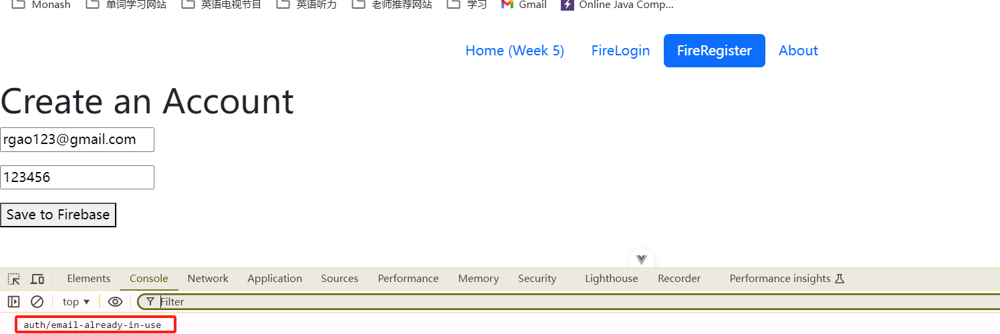 Monash 单词学习网站 英语电视节目 英语听力 老师推荐网站 学习 Gmail Online Java Comp...
Home (Week 5) FireLogin FireRegister About
Create an Account
rgao123@gmail.com
123456
Save to Firebase
Elements Console Network Application Sources Performance Memory Security Lighthouse Recorder Performance insights
top Filter
auth/email-already-in-use